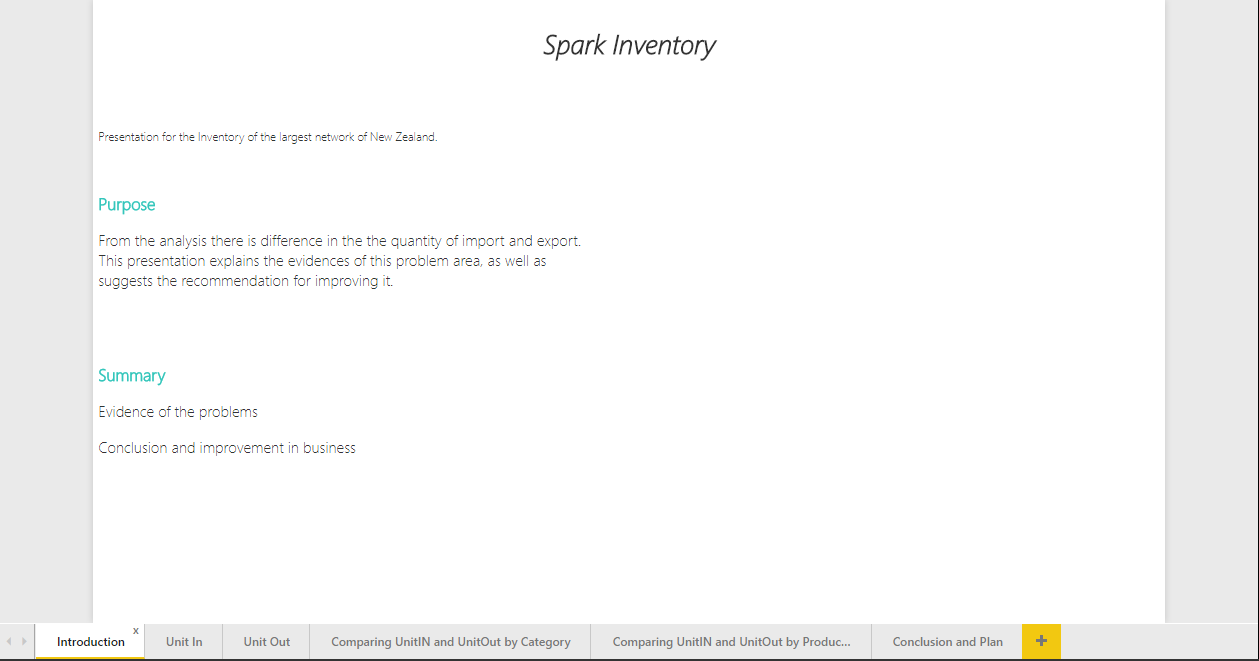 Spark Inventory
Presentation for the Inventory of the largest network of New Zealand.
Purpose
From the analysis there is difference in the the quantity of import and export.
This presentation explains the evidences of this problem area, as well as
suggests the recommendation for improving it.
Summary
Evidence of the problems
Conclusion and improvement in business
Introduction x
Unit In
Unit Out
Comparing UnitIN and UnitOut by Category
Comparing UnitIN and UnitOut by Produc...
Conclusion and Plan
+